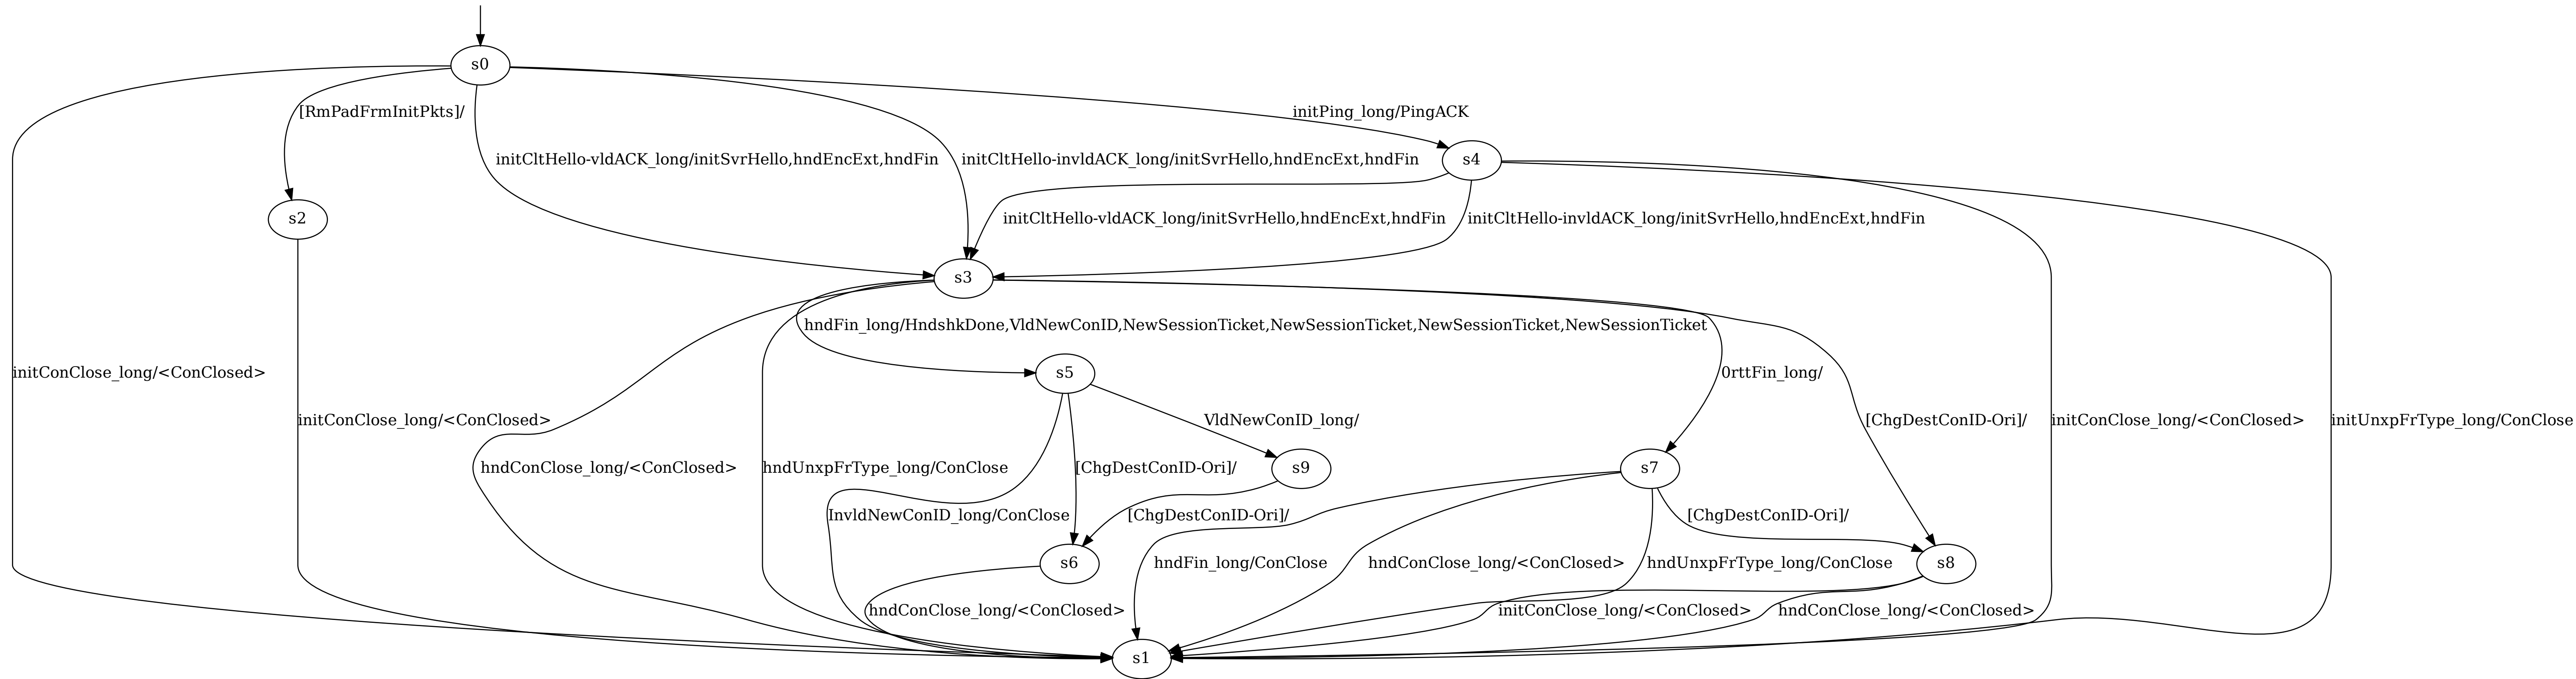 s0
[RmPadFrmInitPkts]/
initPing_long/PingACK
initCltHello-vldACK_long/initSvrHello,hndEncExt,hndFin
initCltHello-invldACK_long/initSvrHello,hndEncExt,hndFin
s4
s2
initCltHello-vldACK_long/initSvrHello,hndEncExt,hndFin
initCltHello-invldACK_long/initSvrHello,hndEncExt,hndFin
s3
hndFin_long/HndshkDone,VldNewConID,NewSessionTicket,NewSessionTicket,NewSessionTicket,NewSessionTicket
initConClose_long/<ConClosed>
s5
0rttFin_long/
initConClose_long/<ConClosed>
VldNewConID_long/
[ChgDestConID-Ori]/
initConClose_long/<ConClosed>
initUnxpFrType_long/ConClose
hndConClose_long/<ConClosed>
hndUnxpFrType_long/ConClose
[ChgDestConID-Ori]/
s9
s7
InvldNewConID_long/ConClose
[ChgDestConID-Ori]/
[ChgDestConID-Ori]/
s6
hndFin_long/ConClose
hndConClose_long/<ConClosed>
hndUnxpFrType_long/ConClose
s8
hndConClose_long/<ConClosed>
initConClose_long/<ConClosed>
hndConClose_long/<ConClosed>
s1